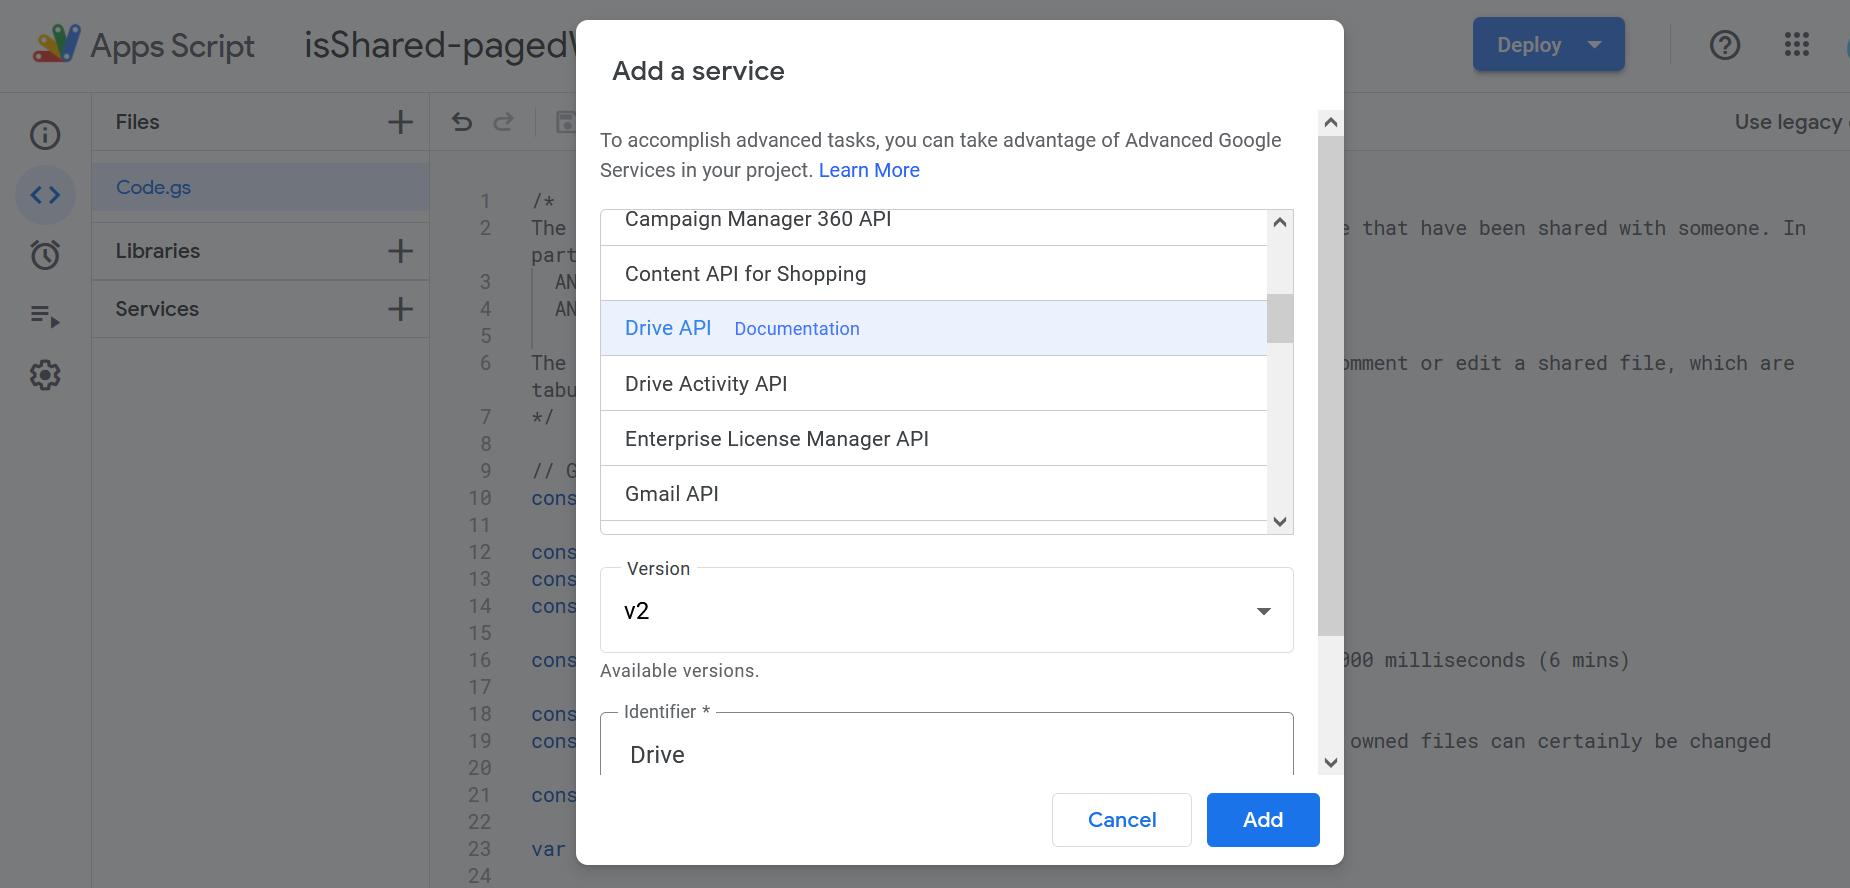 Apps Script
isShared-paged
Deploy
Files
Use legacy
Code.gs
Libraries
Services
Add a service
To accomplish advanced tasks, you can take advantage of Advanced Google
Services in your project. Learn More
Campaign Manager 360 API
Content API for Shopping
Drive API Documentation
Drive Activity API
Enterprise License Manager API
Gmail API
Version
v2
Available versions.
Identifier *
Drive
Cancel
Add
1 /*
2 The that have been shared with someone. In
part
3 AN
4 AN
5
6 The omment or edit a shared file, which are
tabu
7 */
8
9 // G
10 cons
11
12 cons
13 cons
14 cons
15
16 cons 000 milliseconds (6 mins)
17
18 cons
19 cons owned files can certainly be changed
20
21 cons
22
23 var
24